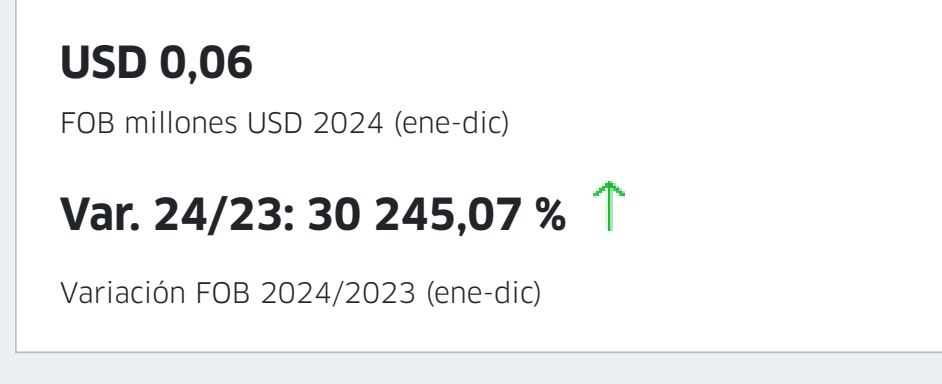 USD 0,06
FOB millones USD 2024 (ene-dic)
Var. 24/23: 30 245,07 %
Variación FOB 2024/2023 (ene-dic)